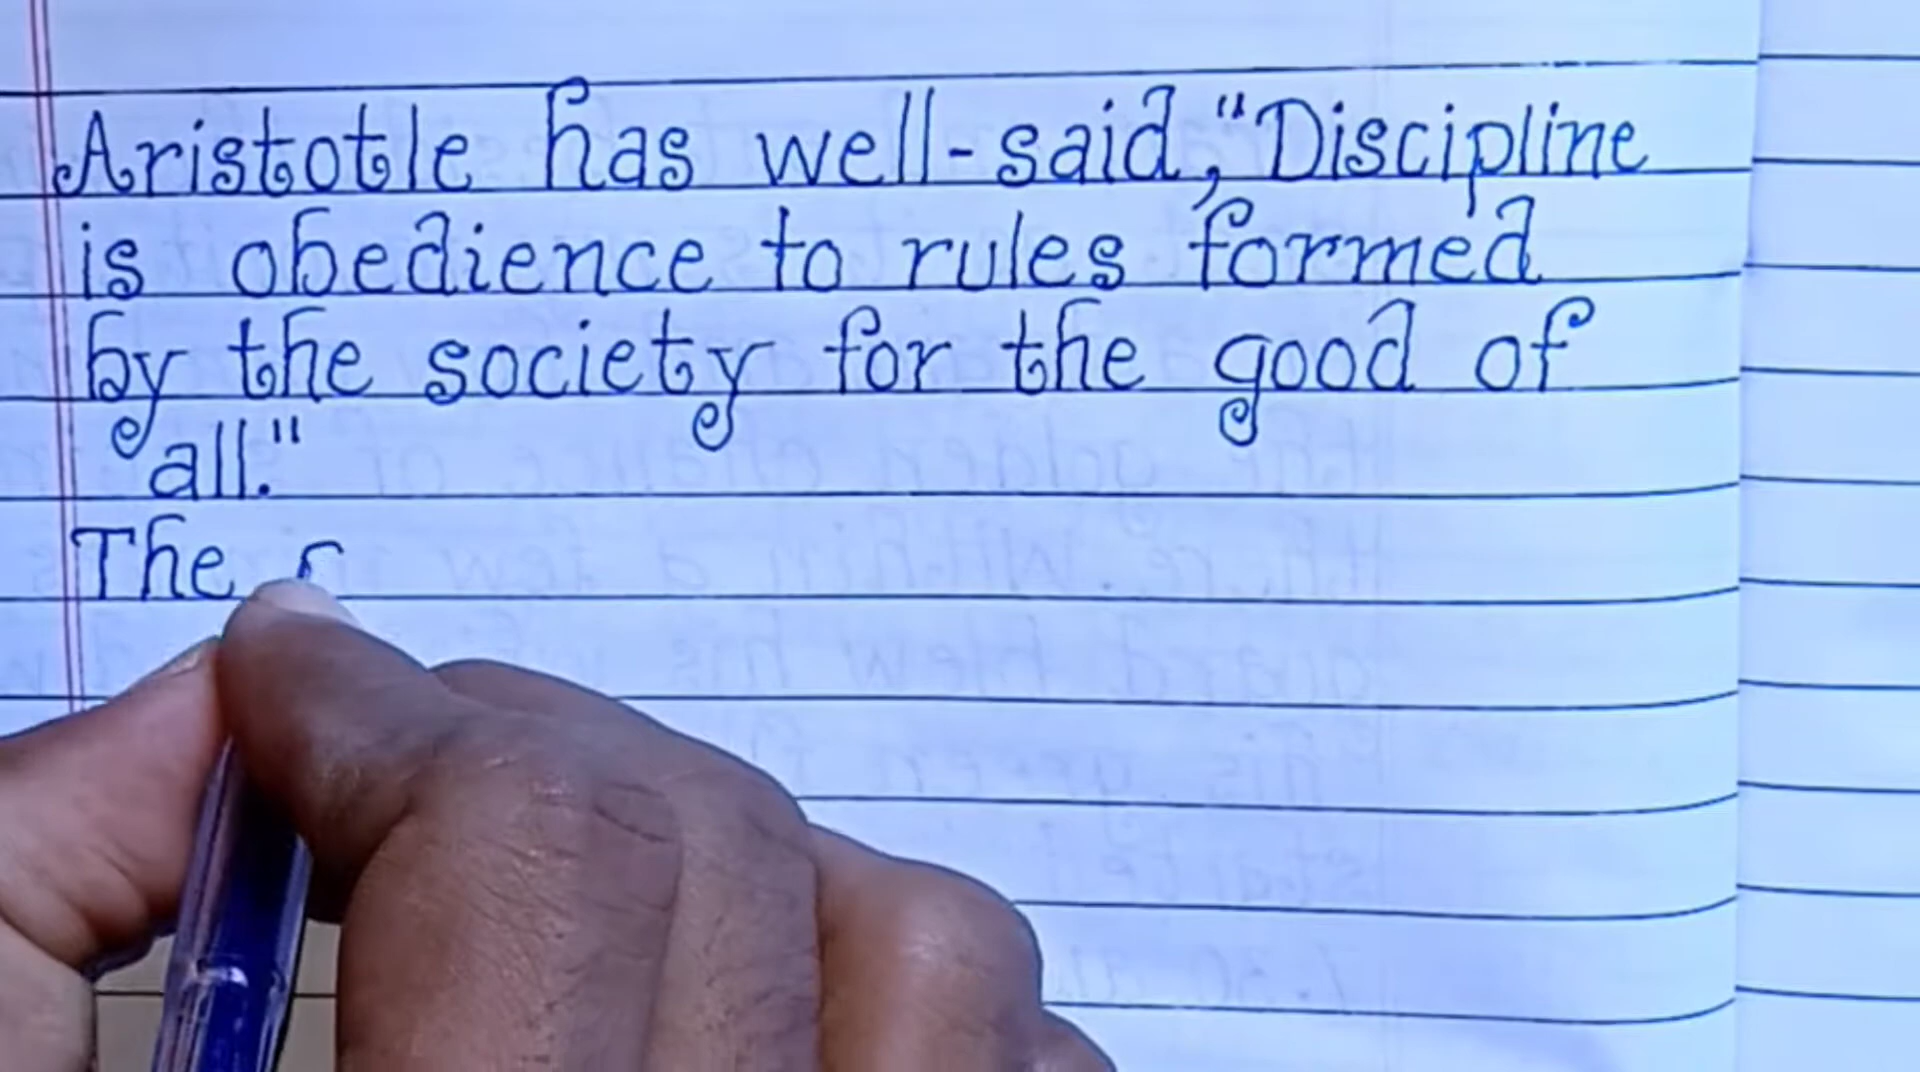 Aristotle has well-said,"Discipline
is obedience to rules formed
by the society for the good of
all."
The